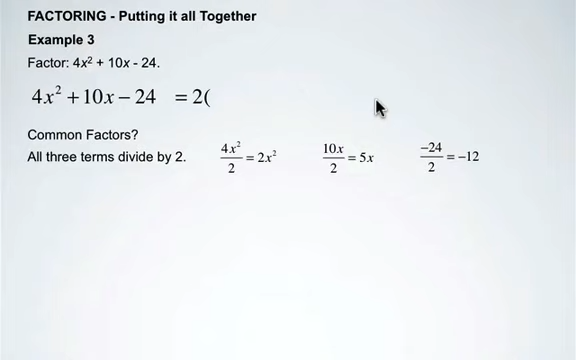 FACTORING - Putting it all Together
Example 3
Factor: 4x² + 10x - 24.
4x² + 10x – 24 = 2(
Common Factors?
All three terms divide by 2. 4x²/2 = 2x² 10x/2 = 5x –24/2 = –12